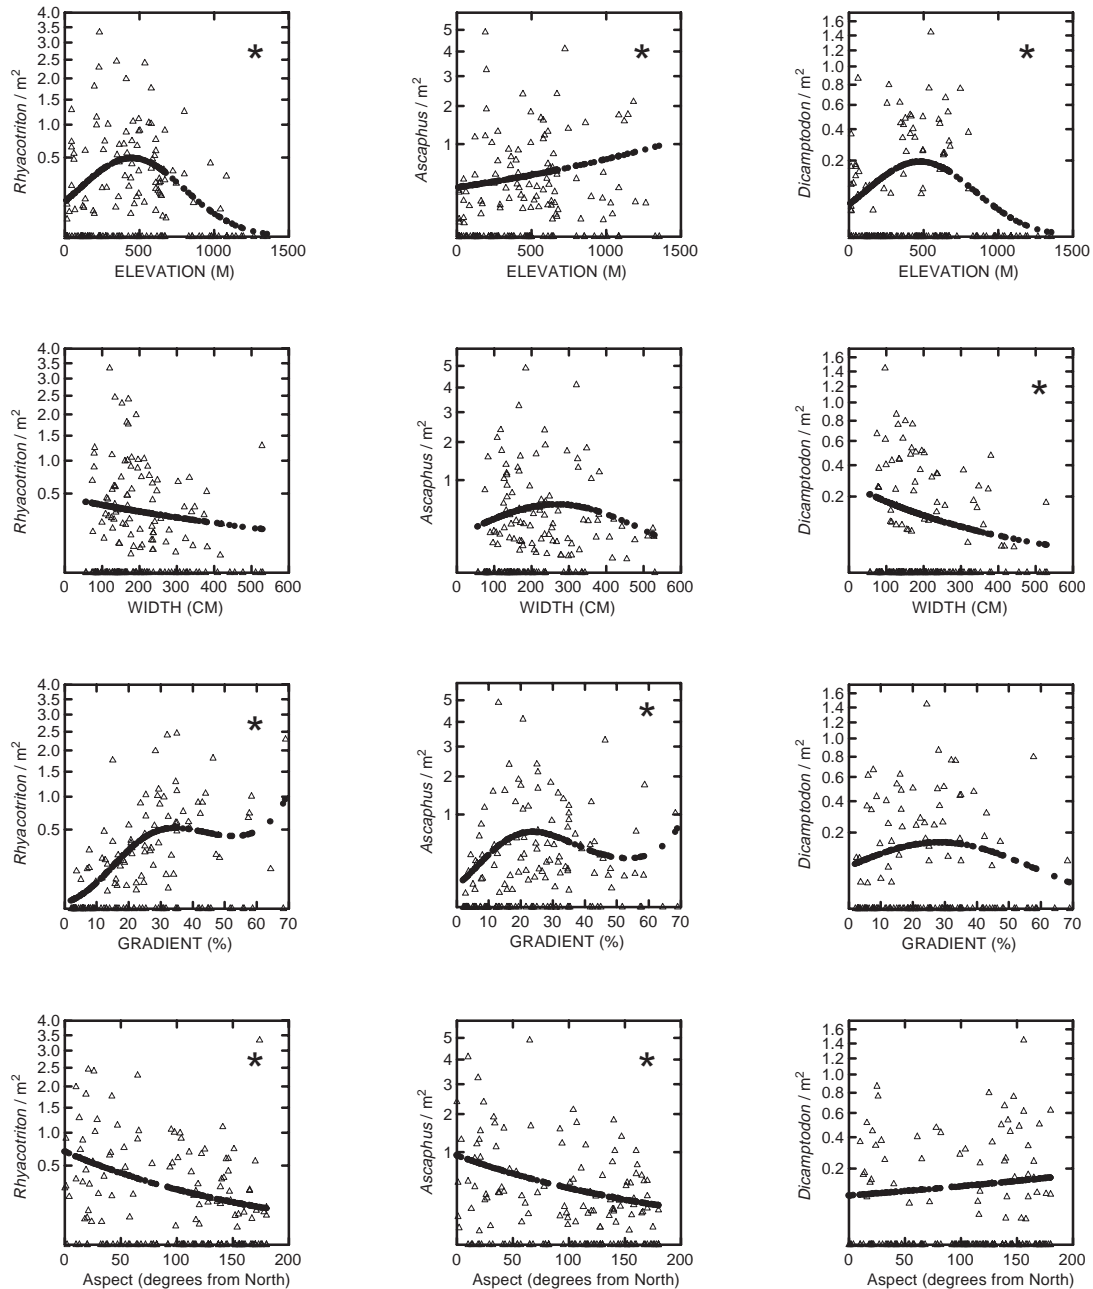 4.0
3.5
3.0
2.5
2.0
1.5
1.0
0.5
Rhyacotriton / m²
*
0 500 1000 1500
ELEVATION (M)
5
4
3
2
1
Ascaphus / m²
*
0 500 1000 1500
ELEVATION (M)
1.6
1.4
1.2
1.0
0.8
0.6
0.4
0.2
Dicamptodon / m²
*
0 500 1000 1500
ELEVATION (M)
4.0
3.5
3.0
2.5
2.0
1.5
1.0
0.5
Rhyacotriton / m²
0 100 200 300 400 500 600
WIDTH (CM)
5
4
3
2
1
Ascaphus / m²
0 100 200 300 400 500 600
WIDTH (CM)
1.6
1.4
1.2
1.0
0.8
0.6
0.4
0.2
Dicamptodon / m²
*
0 100 200 300 400 500 600
WIDTH (CM)
4.0
3.5
3.0
2.5
2.0
1.5
1.0
0.5
Rhyacotriton / m²
*
0 10 20 30 40 50 60 70
GRADIENT (%)
5
4
3
2
1
Ascaphus / m²
*
0 10 20 30 40 50 60 70
GRADIENT (%)
1.6
1.4
1.2
1.0
0.8
0.6
0.4
0.2
Dicamptodon / m²
0 10 20 30 40 50 60 70
GRADIENT (%)
4.0
3.5
3.0
2.5
2.0
1.5
1.0
0.5
Rhyacotriton / m²
*
0 50 100 150 200
Aspect (degrees from North)
5
4
3
2
1
Ascaphus / m²
*
0 50 100 150 200
Aspect (degrees from North)
1.6
1.4
1.2
1.0
0.8
0.6
0.4
0.2
Dicamptodon / m²
0 50 100 150 200
Aspect (degrees from North)